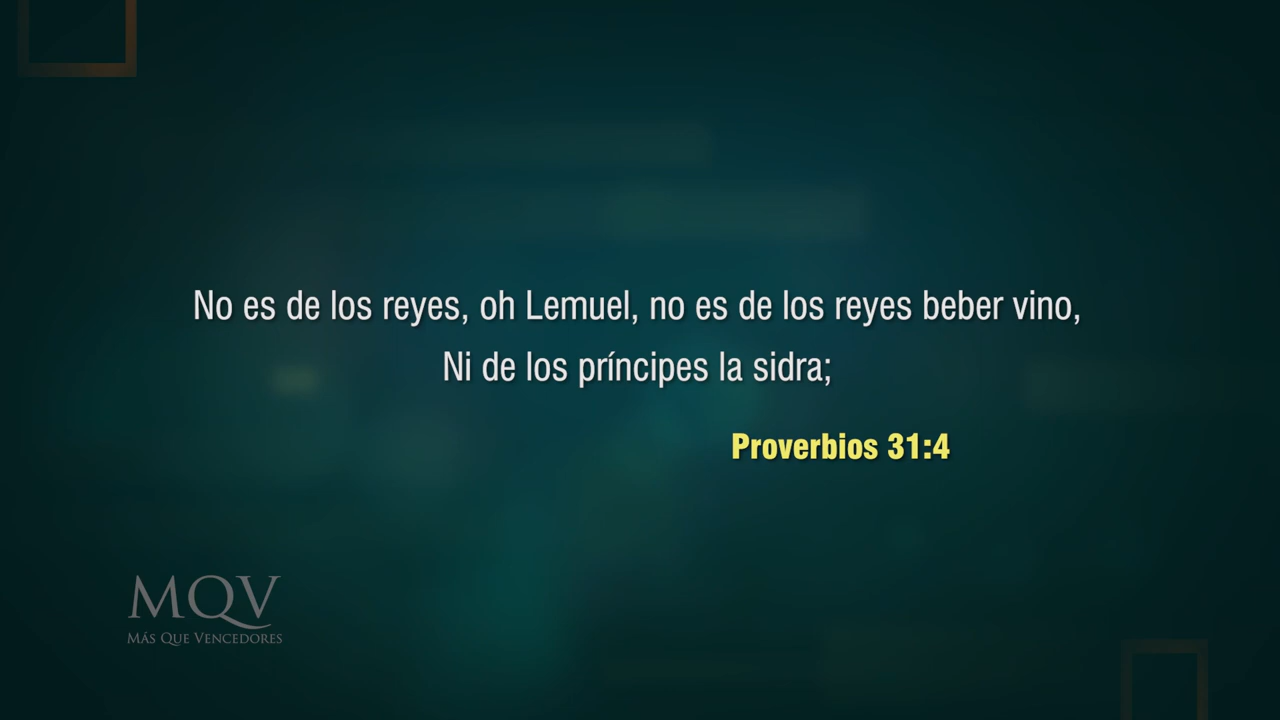 No es de los reyes, oh Lemuel, no es de los reyes beber vino,
Ni de los príncipes la sidra;
Proverbios 31:4
MQV
MÁS QUE VENCEDORES